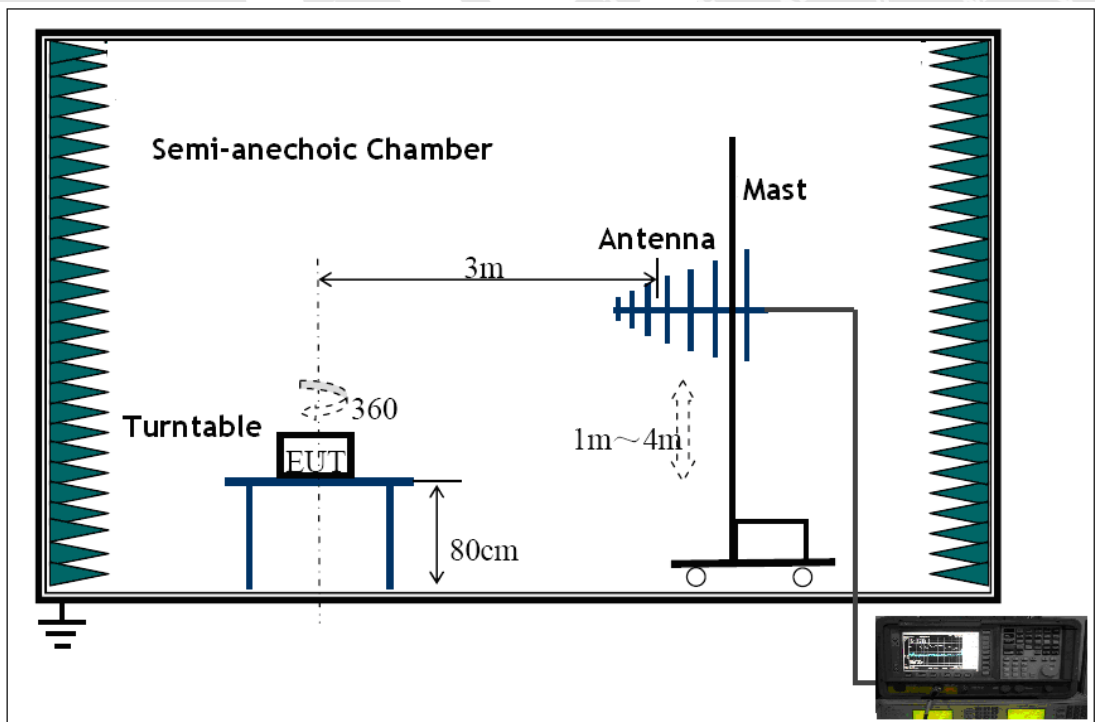 Semi-anechoic Chamber
Mast
Antenna
3m
360
Turntable
EUT
1m～4m
80cm